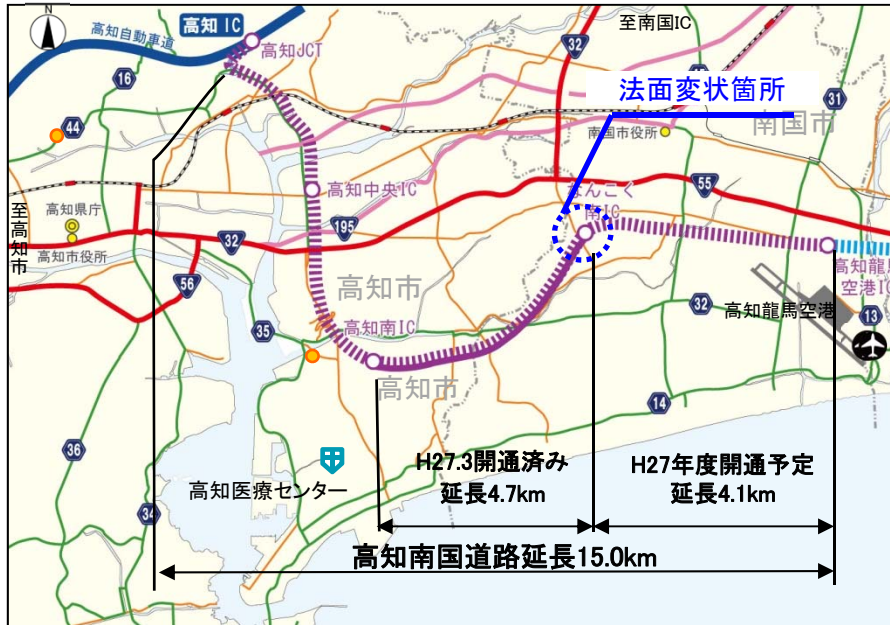 N
高知自動車道
高知 IC
高知JCT
至南国IC
32
16
31
法面変状箇所
44
南国市役所
南国市
高知中央IC
なんこく
南IC
55
至高知市
高知県庁
195
高知市役所
32
56
高知市
高知龍馬
空港IC
32
高知龍馬空港
13
35
高知南IC
高知市
14
36
H27.3開通済み
延長4.7km
H27年度開通予定
延長4.1km
高知医療センター
34
高知南国道路延長15.0km